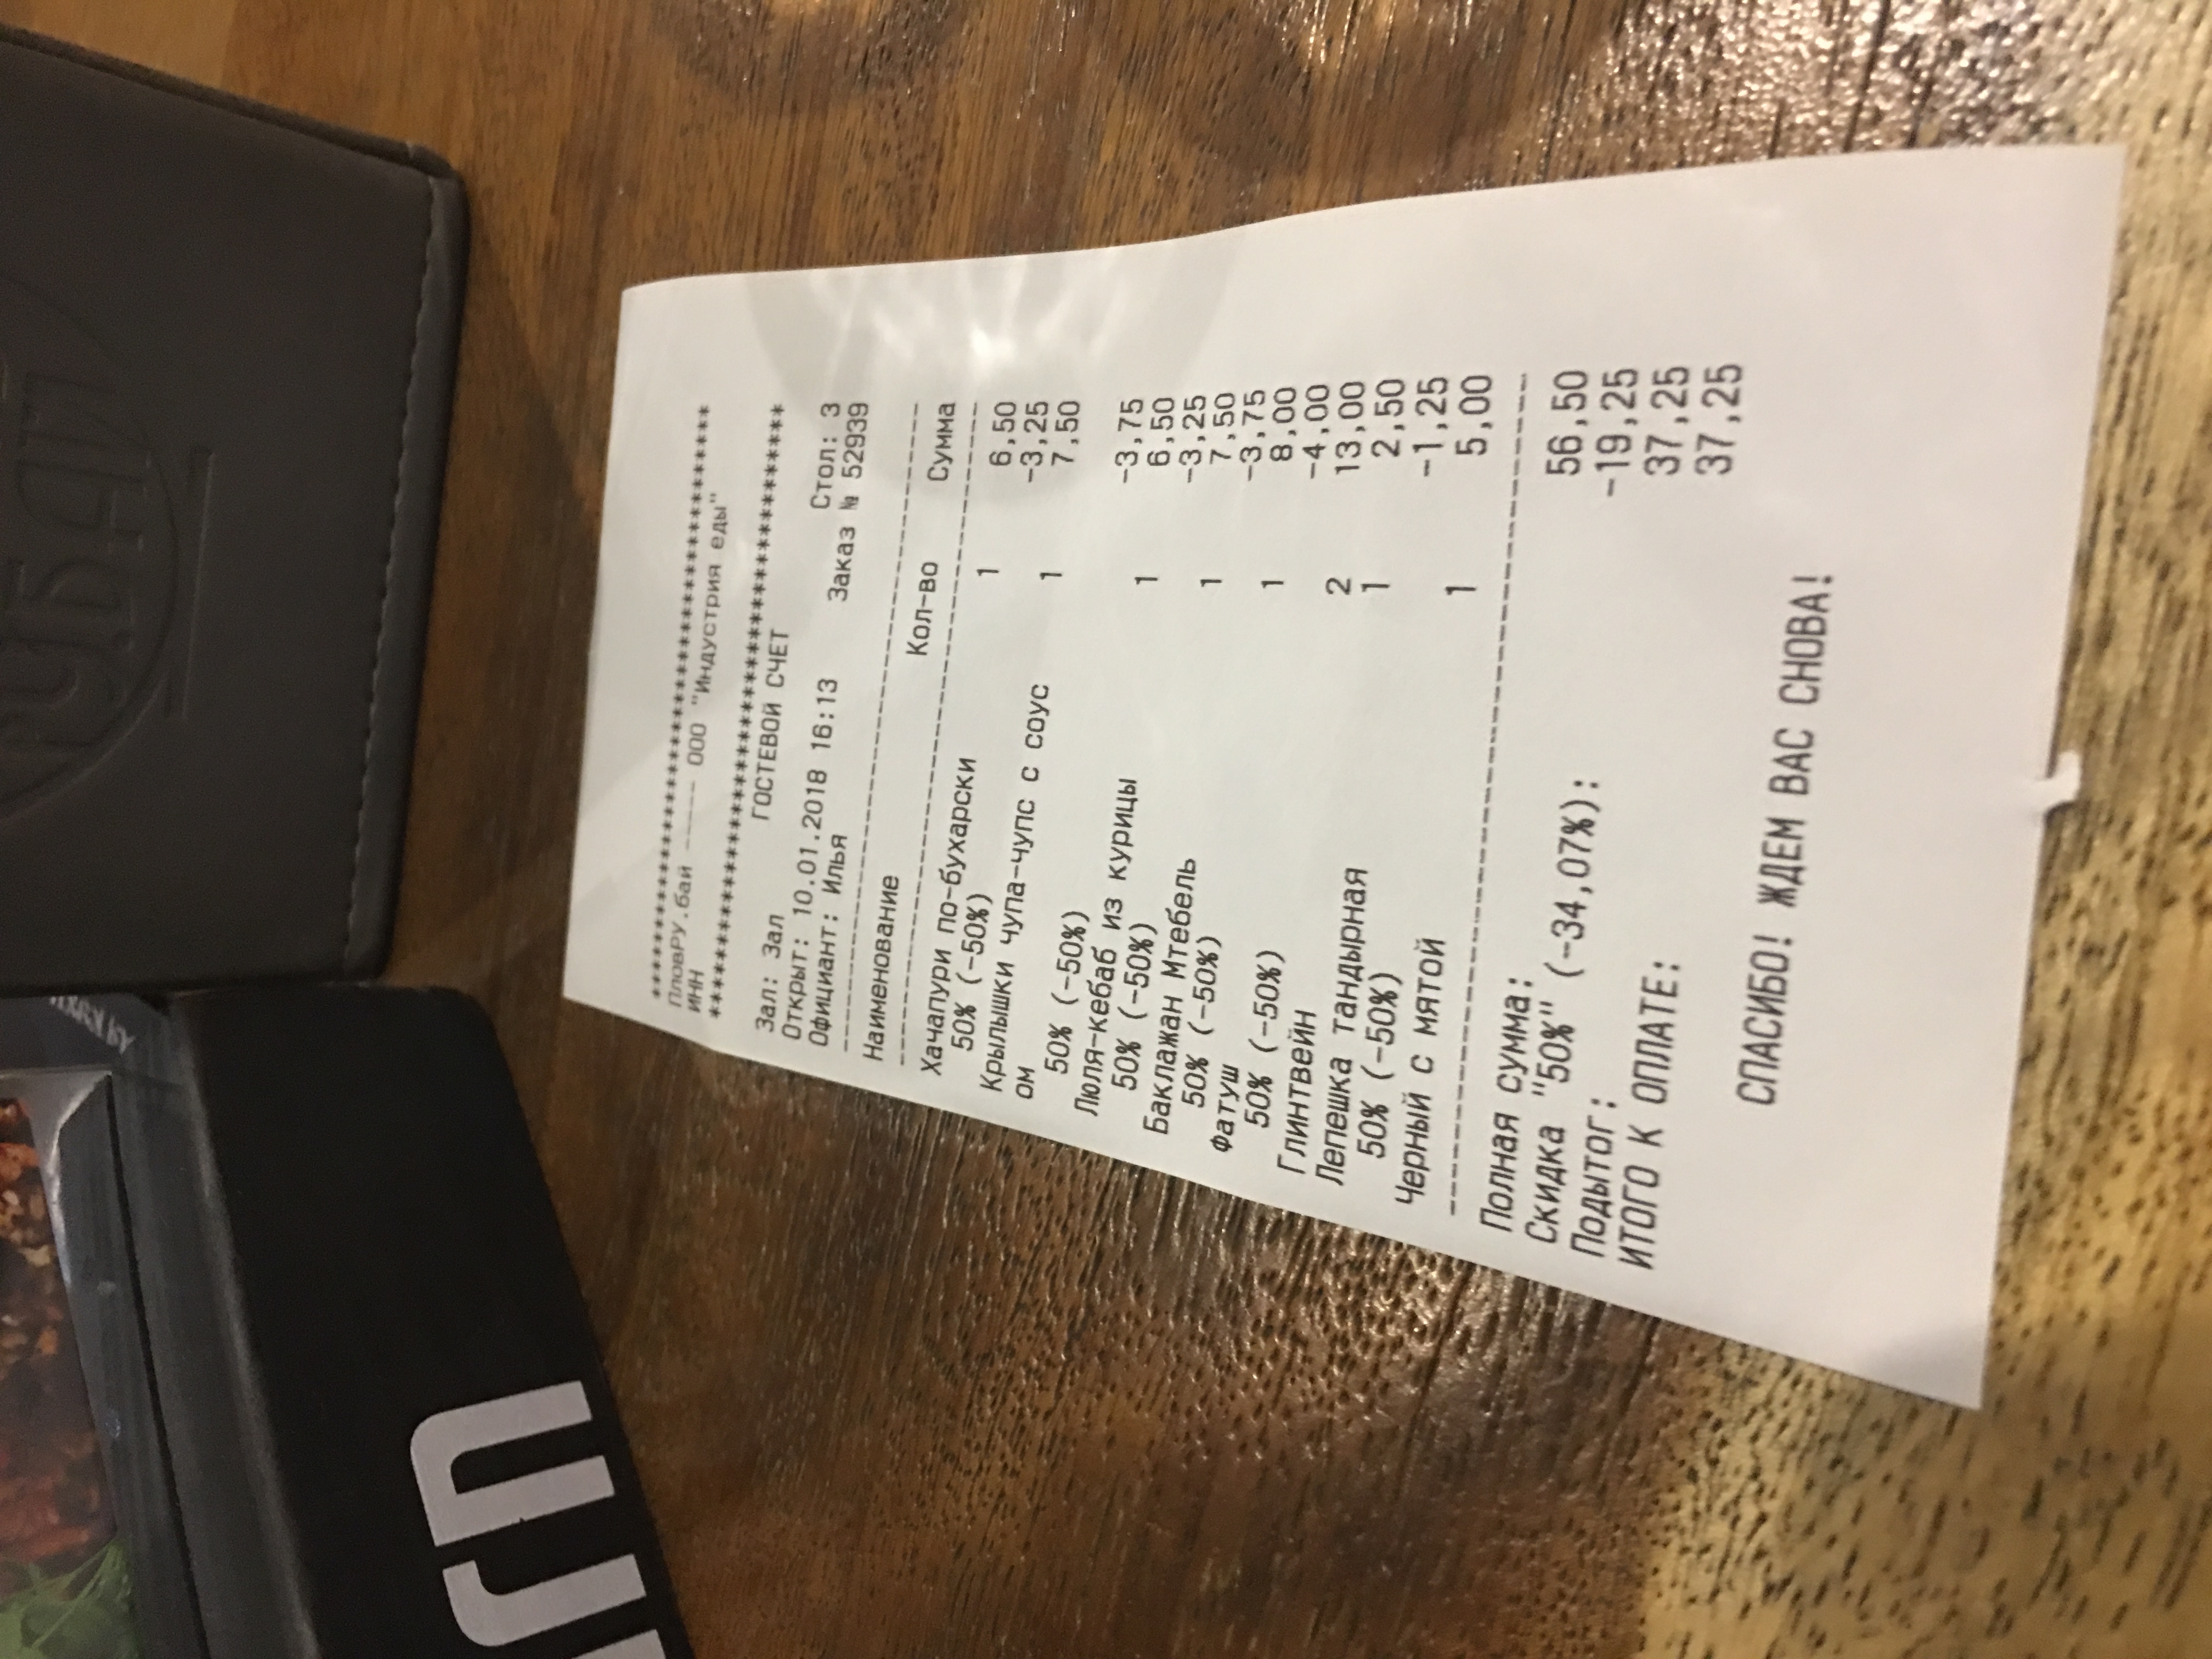 ****************************************
ПловРу.бай ----- ООО "Индустрия еды"
ИНН
****************************************
ГОСТЕВОЙ СЧЕТ
Зал: Зал Стол: 3
Открыт: 10.01.2018 16:13 Заказ № 52939
Официант: Илья
----------------------------------------
Наименование Кол-во Сумма
----------------------------------------
Хачапури по-бухарски 1 6,50
50% (-50%) -3,25
Крылышки чупа-чупс с соус 1 7,50
ом
50% (-50%) -3,75
Люля-кебаб из курицы 1 6,50
50% (-50%) -3,25
Баклажан Мтебель 1 7,50
50% (-50%) -3,75
Фатуш 1 8,00
50% (-50%) -4,00
Глинтвейн 2 13,00
Лепешка тандырная 1 2,50
50% (-50%) -1,25
Черный с мятой 1 5,00
----------------------------------------
Полная сумма: 56,50
Скидка "50%" (-34,07%): -19,25
Подытог: 37,25
ИТОГО К ОПЛАТЕ: 37,25
СПАСИБО! ЖДЕМ ВАС СНОВА!